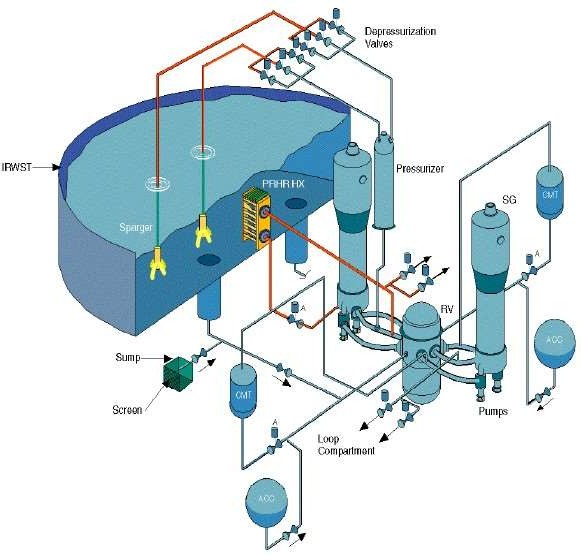 Depressurization
Valves
IRWST
PRHR HX
Pressurizer
CMT
SG
Sparger
A
RV
A
ACC
Sump
CMT
Screen
A
Pumps
Loop
Compartment
ACC